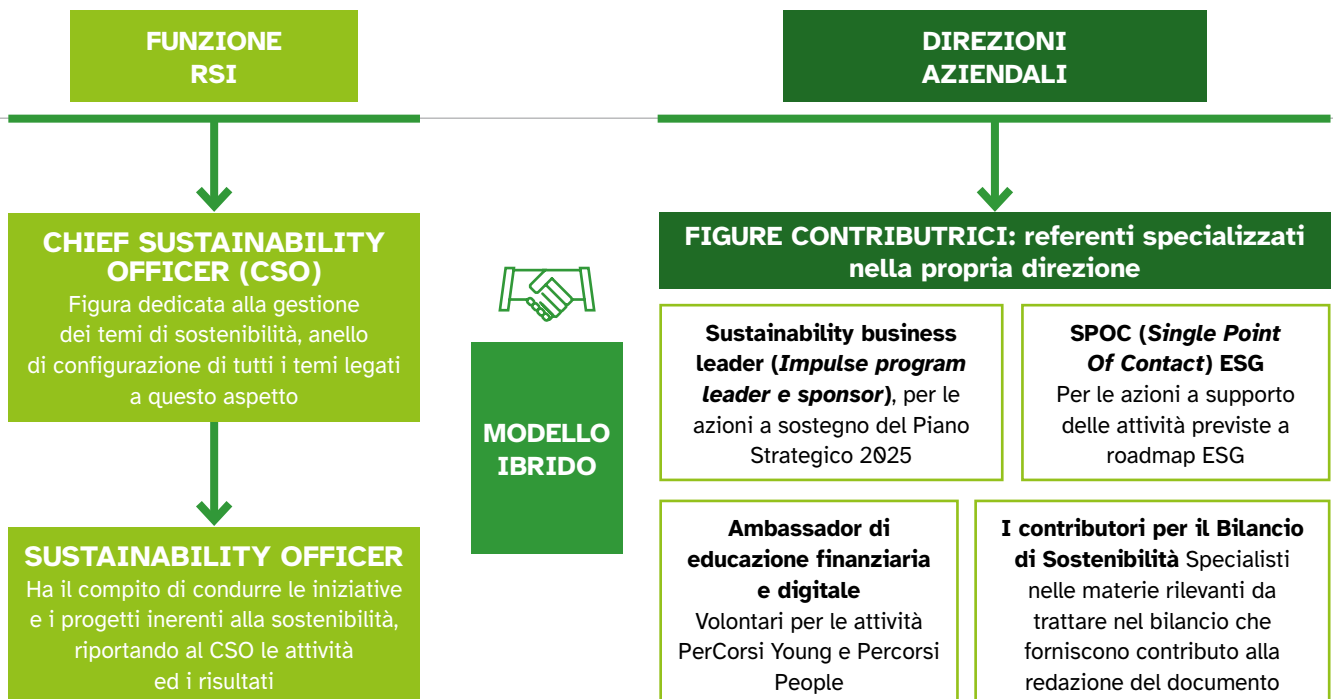 FUNZIONE
RSI
DIREZIONI
AZIENDALI
CHIEF SUSTAINABILITY
OFFICER (CSO)
Figura dedicata alla gestione
dei temi di sostenibilità, anello
di configurazione di tutti i temi legati
a questo aspetto
SUSTAINABILITY OFFICER
Ha il compito di condurre le iniziative
e i progetti inerenti alla sostenibilità,
riportando al CSO le attività
ed i risultati
MODELLO
IBRIDO
FIGURE CONTRIBUTRICI: referenti specializzati
nella propria direzione
Sustainability business
leader (Impulse program
leader e sponsor), per le
azioni a sostegno del Piano
Strategico 2025
SPOC (Single Point
Of Contact) ESG
Per le azioni a supporto
delle attività previste a
roadmap ESG
Ambassador di
educazione finanziaria
e digitale
Volontari per le attività
PerCorsi Young e Percorsi
People
I contributori per il Bilancio
di Sostenibilità Specialisti
nelle materie rilevanti da
trattare nel bilancio che
forniscono contributo alla
redazione del documento